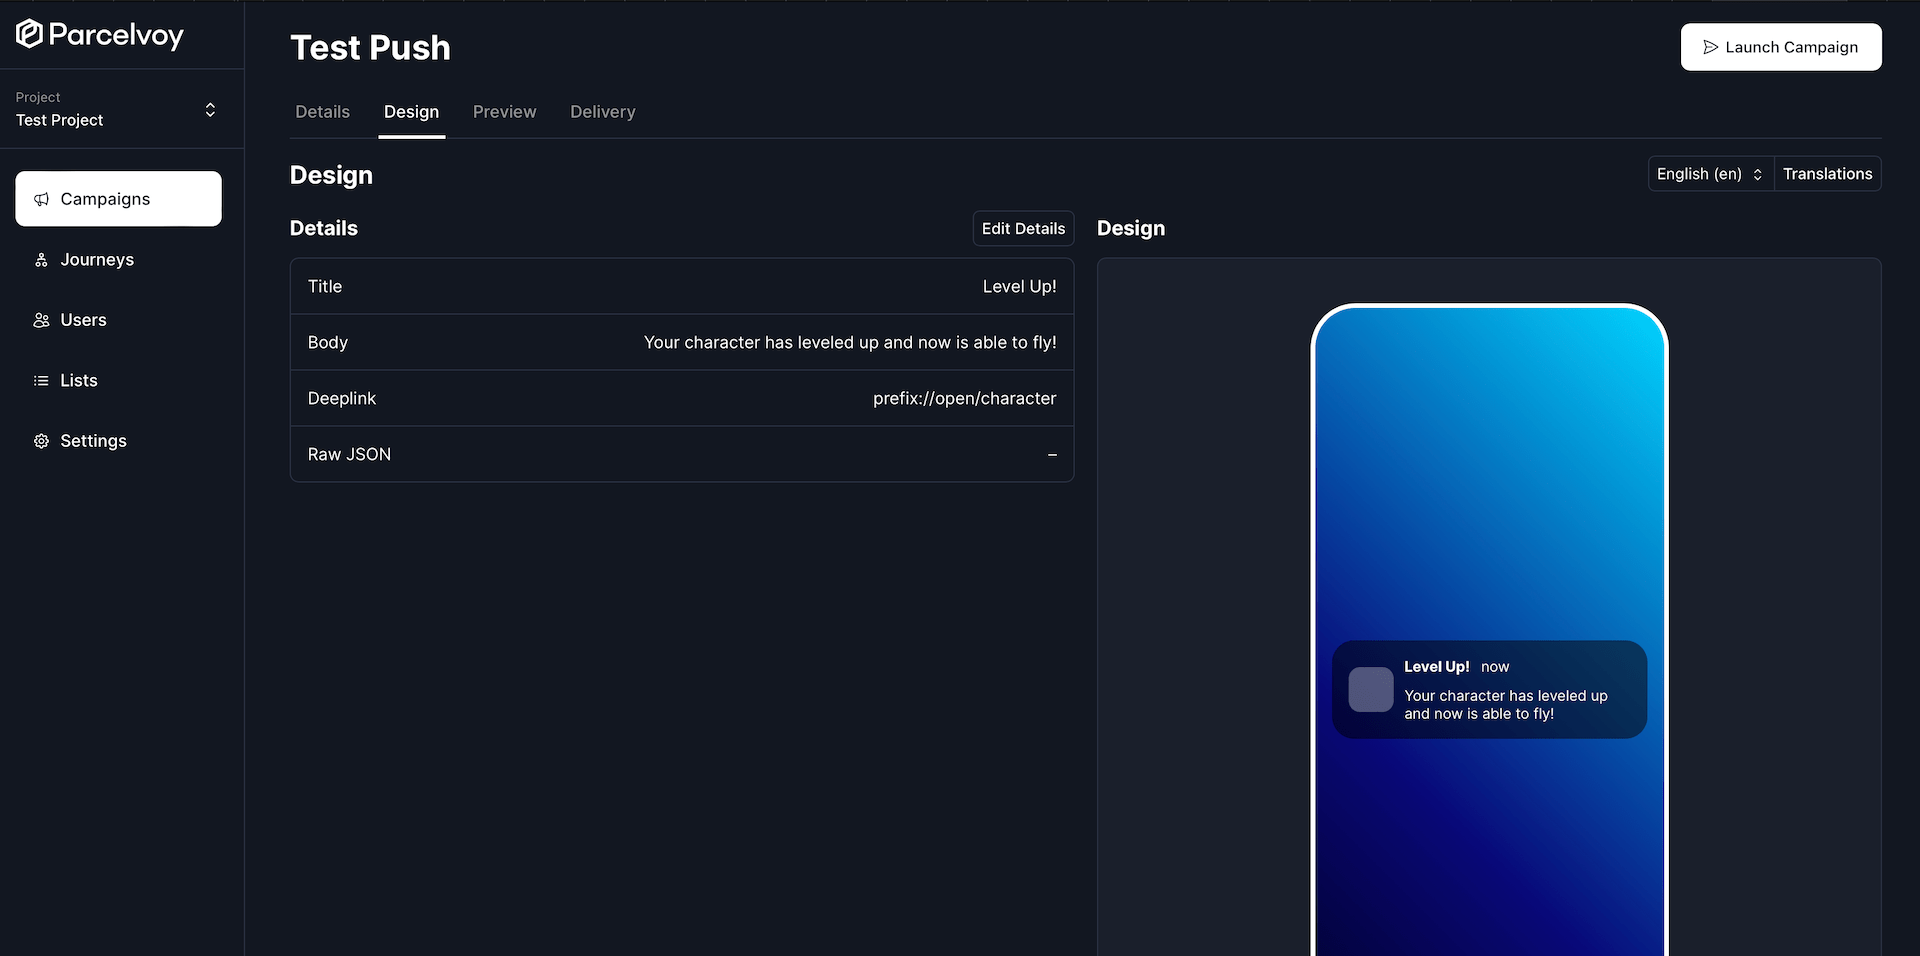 Parcelvoy
Project
Test Project
Campaigns
Journeys
Users
Lists
Settings
Test Push
Launch Campaign
Details
Design
Preview
Delivery
Design
English (en)
Translations
Details
Edit Details
Title
Level Up!
Body
Your character has leveled up and now is able to fly!
Deeplink
prefix://open/character
Raw JSON
–
Design
Level Up! now
Your character has leveled up
and now is able to fly!